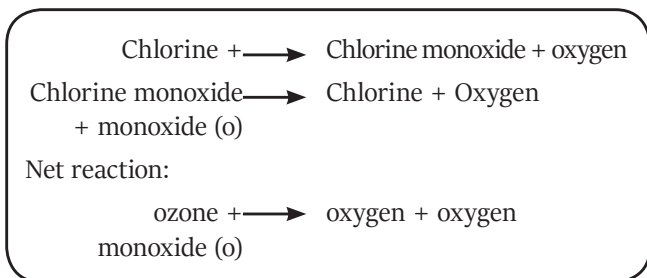 Chlorine + ⟶ Chlorine monoxide + oxygen
Chlorine monoxide ⟶ Chlorine + Oxygen
+ monoxide (o)
Net reaction:
ozone + ⟶ oxygen + oxygen
monoxide (o)